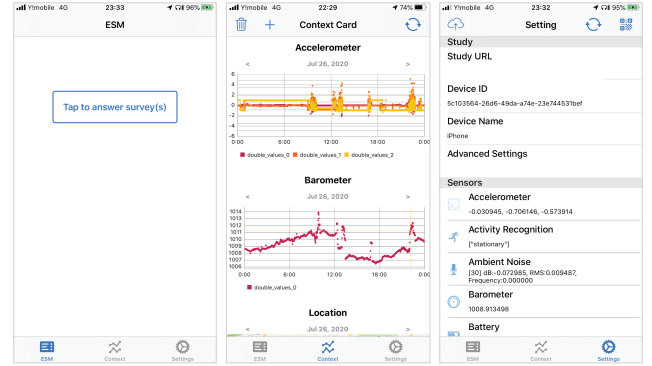 Y!mobile 4G 23:33 96%
ESM
Tap to answer survey(s)
ESM Context Settings
Y!mobile 4G 22:29 74%
Context Card
Accelerometer
< Jul 26, 2020 >
6
4
2
0
-2
-4
-6
0:00 6:00 12:00 18:00 0:00
double_values_0 double_values_1 double_values_2
Barometer
< Jul 26, 2020 >
1014
1013
1012
1011
1010
1009
1008
1007
1006
0:00 6:00 12:00 18:00 0:00
double_values_0
Location
< Jul 26, 2020 >
ESM Context Settings
Y!mobile 4G 23:32 95%
Setting
Study
Study URL
Device ID
5c103564-26d6-49da-a74e-23e744531bef
Device Name
iPhone
Advanced Settings
Sensors
Accelerometer
-0.030945, -0.706146, -0.573914
Activity Recognition
["stationary"]
Ambient Noise
[30] dB:-0.072985, RMS:0.009487,
Frequency:0.000000
Barometer
1008.913498
Battery
ESM Context Settings